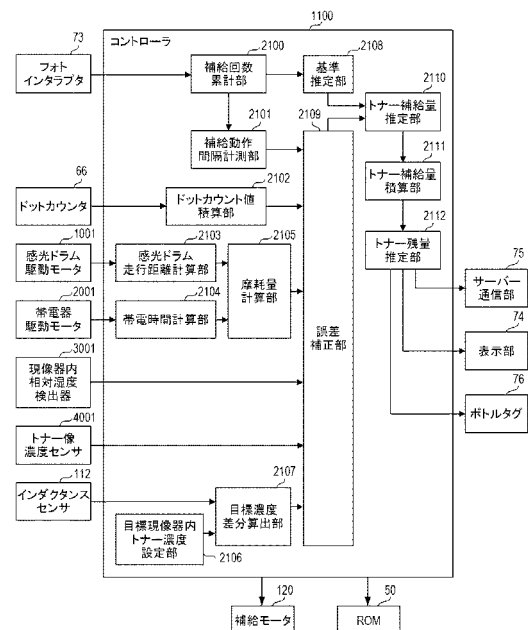 1100
コントローラ
73
フォト
インタラプタ
2100
補給回数
累計部
2108
基準
推定部
2110
トナー補給量
推定部
2101
補給動作
間隔計測部
2109
誤差
補正部
2111
トナー補給量
積算部
66
ドットカウンタ
2102
ドットカウント値
積算部
2112
トナー残量
推定部
1001
感光ドラム
駆動モータ
2103
感光ドラム
走行距離計算部
2105
摩耗量
計算部
75
サーバー
通信部
2001
帯電器
駆動モータ
2104
帯電時間計算部
74
表示部
3001
現像器内
相対湿度
検出器
76
ボトルタグ
4001
トナー像
濃度センサ
112
インダクタンス
センサ
2107
目標濃度
差分算出部
目標現像器内
トナー濃度
設定部
2106
120
補給モータ
50
ROM